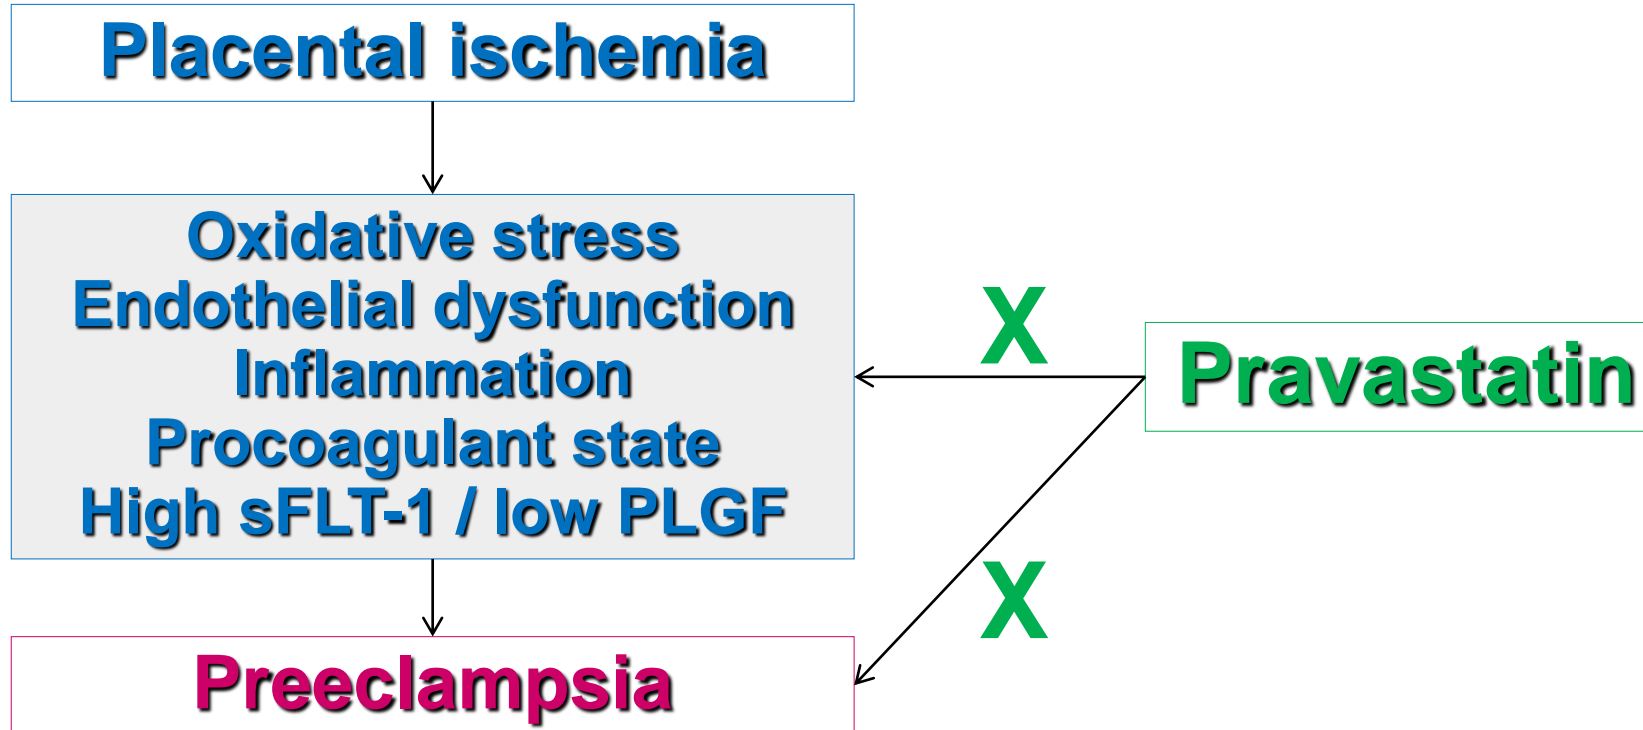 Placental ischemia
Oxidative stress
Endothelial dysfunction
Inflammation
Procoagulant state
High sFLT-1 / low PLGF
X
Pravastatin
X
Preeclampsia